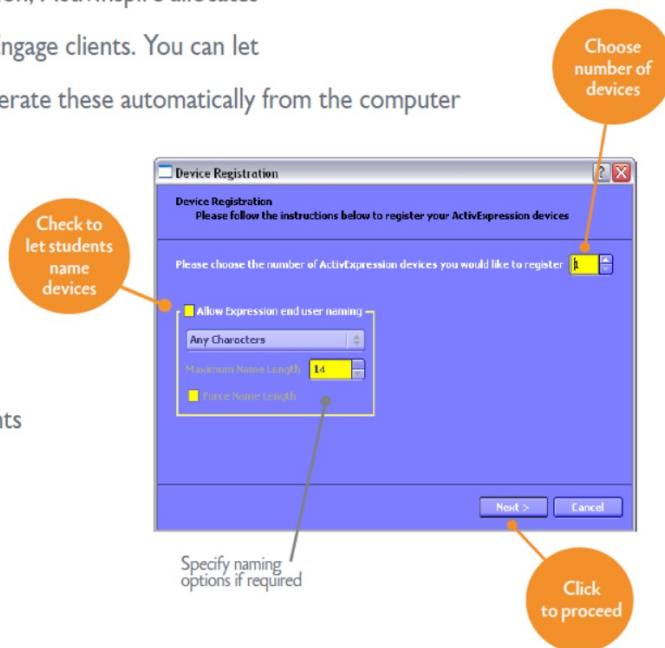 ngage clients. You can let
erate these automatically from the computer
Choose
number of
devices
Device Registration
Device Registration
Please follow the instructions below to register your ActivExpression devices
Check to
let students
name
devices
Please choose the number of ActivExpression devices you would like to register 1
Allow Expression end user naming
Any Characters
Maximum Name Length 14
Force Name Length
nts
Next > Cancel
Specify naming
options if required
Click
to proceed